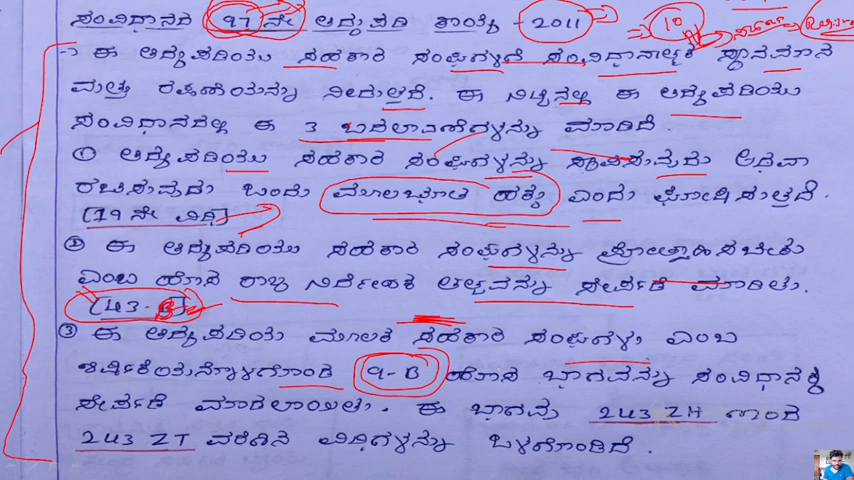 ಸಂವಿಧಾನದ 97 ನೇ ತಿದ್ದುಪಡಿ ಕಾಯ್ದೆ - 2011 10
ಈ ತಿದ್ದುಪಡಿಯು ಸಹಕಾರ ಸಂಘಗಳಿಗೆ ಸಂವಿಧಾನಾತ್ಮಕ ಸ್ಥಾನಮಾನ
ಮತ್ತು ರಕ್ಷಣೆಯನ್ನು ನೀಡುತ್ತದೆ. ಈ ನಿಟ್ಟಿನಲ್ಲಿ ಈ ತಿದ್ದುಪಡಿಯು
ಸಂವಿಧಾನದಲ್ಲಿ ಈ 3 ಬದಲಾವಣೆಗಳನ್ನು ಮಾಡಿದೆ.
① ತಿದ್ದುಪಡಿಯು ಸಹಕಾರ ಸಂಘಗಳನ್ನು ಸ್ಥಾಪಿಸುವುದು ಅಥವಾ
ರಚಿಸುವುದು ಒಂದು ಮೂಲಭೂತ ಹಕ್ಕು ಎಂದು ಘೋಷಿಸುತ್ತದೆ.
[19 ನೇ ವಿಧಿ]
② ಈ ತಿದ್ದುಪಡಿಯು ಸಹಕಾರ ಸಂಘಗಳನ್ನು ಪ್ರೋತ್ಸಾಹಿಸಬೇಕು
ಎಂಬ ಹೊಸ ರಾಜ್ಯ ನಿರ್ದೇಶಕ ತತ್ವವನ್ನು ಸೇರ್ಪಡೆ ಮಾಡಿತು.
[43-B]
③ ಈ ತಿದ್ದುಪಡಿಯ ಮೂಲಕ ಸಹಕಾರ ಸಂಘಗಳು ಎಂಬ
ಶೀರ್ಷಿಕೆಯನ್ನೊಳಗೊಂಡ 9-B ಹೊಸ ಭಾಗವನ್ನು ಸಂವಿಧಾನಕ್ಕೆ
ಸೇರ್ಪಡೆ ಮಾಡಲಾಯಿತು. ಈ ಭಾಗವು 243 ZH ನಿಂದ
243 ZT ವರೆಗಿನ ವಿಧಿಗಳನ್ನು ಒಳಗೊಂಡಿದೆ.